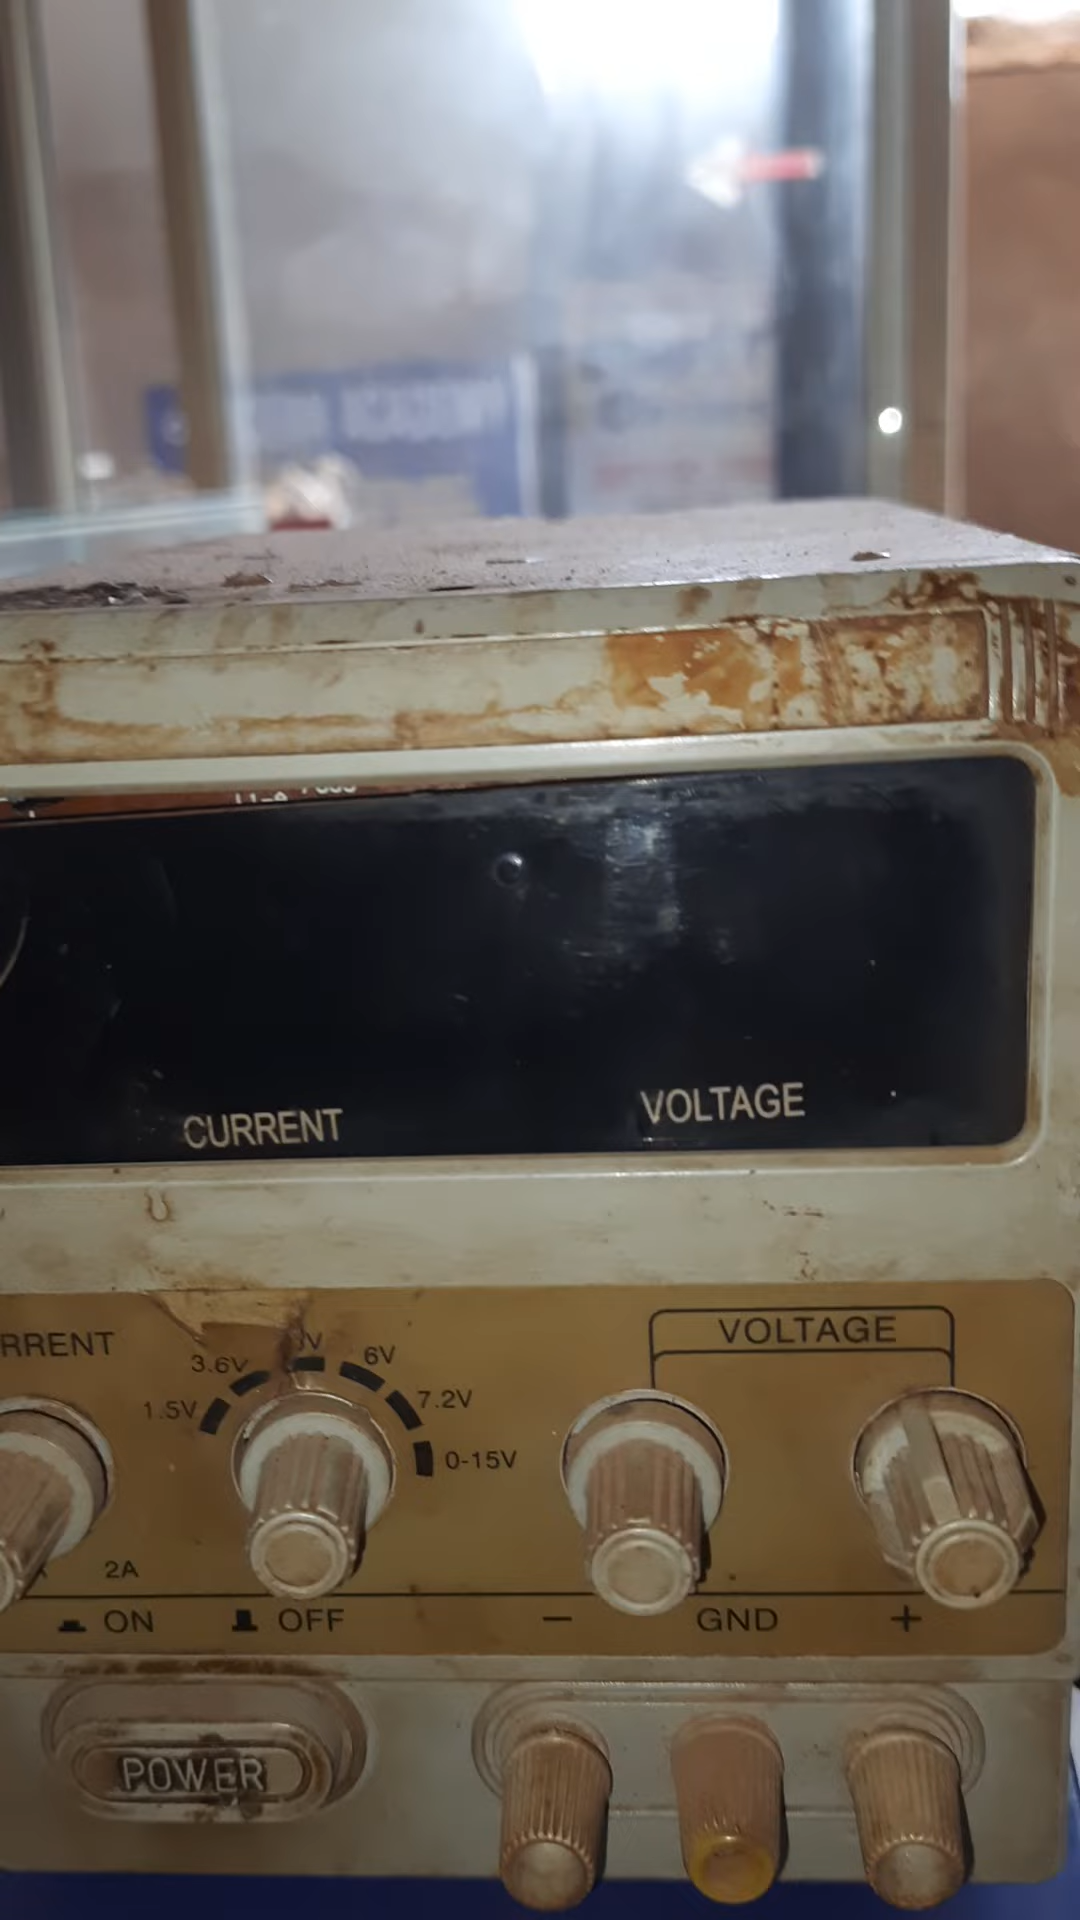 CURRENT
VOLTAGE
RRENT
3.6V
6V
VOLTAGE
1.5V
7.2V
0-15V
2A
ON
OFF
−
GND
+
POWER